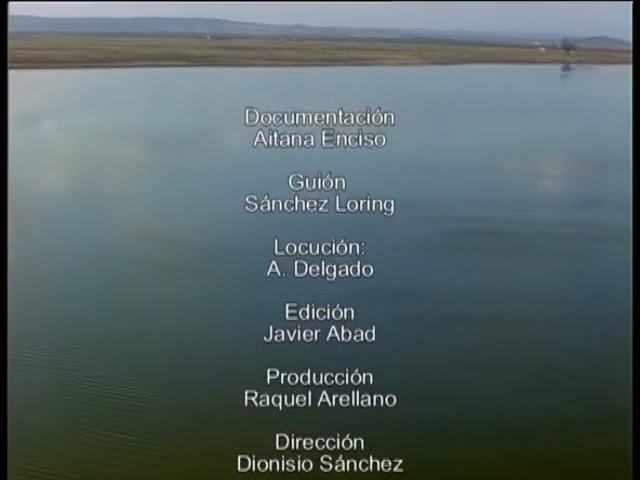 Documentación
Aitana Enciso
Guión
Sánchez Loring
Locución:
A. Delgado
Edición
Javier Abad
Producción
Raquel Arellano
Dirección
Dionisio Sánchez